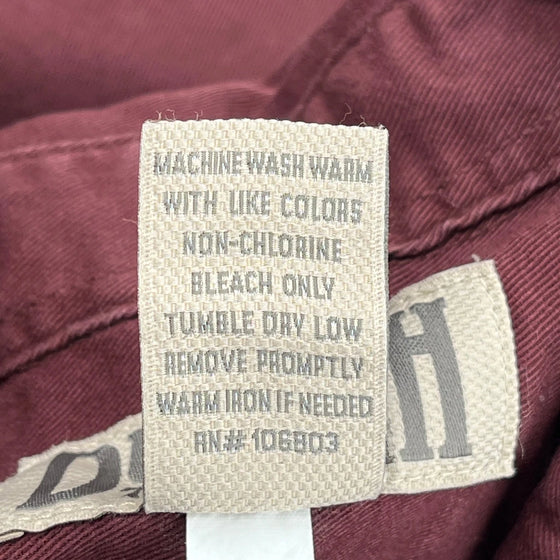 MACHINE WASH WARM
WITH LIKE COLORS
NON-CHLORINE
BLEACH ONLY
TUMBLE DRY LOW
REMOVE PROMPTLY
WARM IRON IF NEEDED
RN# 106803